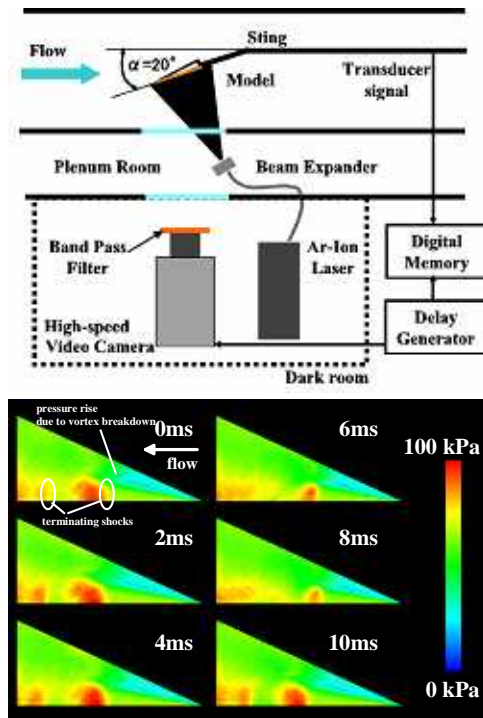 Sting
Flow
α=20°
Model
Transducer
signal
Plenum Room
Beam Expander
Band Pass
Filter
Ar-Ion
Laser
Digital
Memory
High-speed
Video Camera
Delay
Generator
Dark room
pressure rise
due to vortex breakdown
0ms
flow
6ms
100 kPa
terminating shocks
2ms
8ms
4ms
10ms
0 kPa